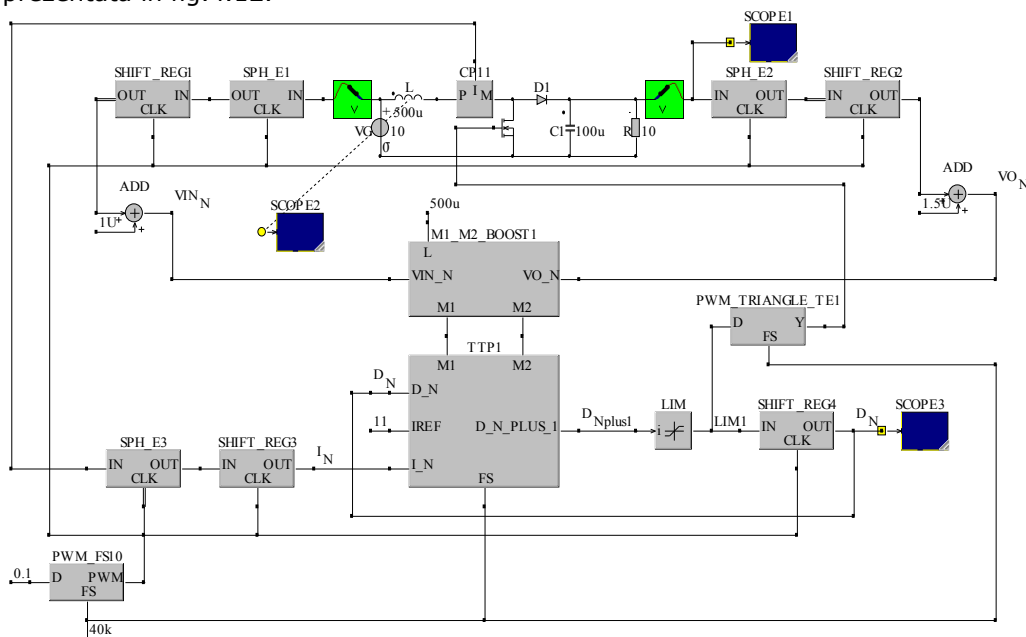 prezentată în fig. 4.12.
SCOPE1
SHIFT_REG1
SPH_E1
L
CP11
D1
SPH_E2
SHIFT_REG2
OUT IN
CLK
OUT IN
CLK
V
+ 500u
P I M
V
IN OUT
CLK
IN OUT
CLK
VG 10
0
C1 100u
R 10
ADD
VIN_N
1U +
+
SCOPE2
500u
M1_M2_BOOST1
L
VIN_N VO_N
M1 M2
ADD
VO_N
1.5U +
PWM_TRIANGLE_TE1
D Y
FS
TTP1
M1 M2
D_N
D_N
11 IREF
D_N_PLUS_1
I_N
FS
D_Nplus1
LIM
i
LIM1
SHIFT_REG4
IN OUT
CLK
D_N
SCOPE3
SPH_E3
IN OUT
CLK
SHIFT_REG3
IN OUT
CLK
I_N
PWM_FS10
0.1
D PWM
FS
40k